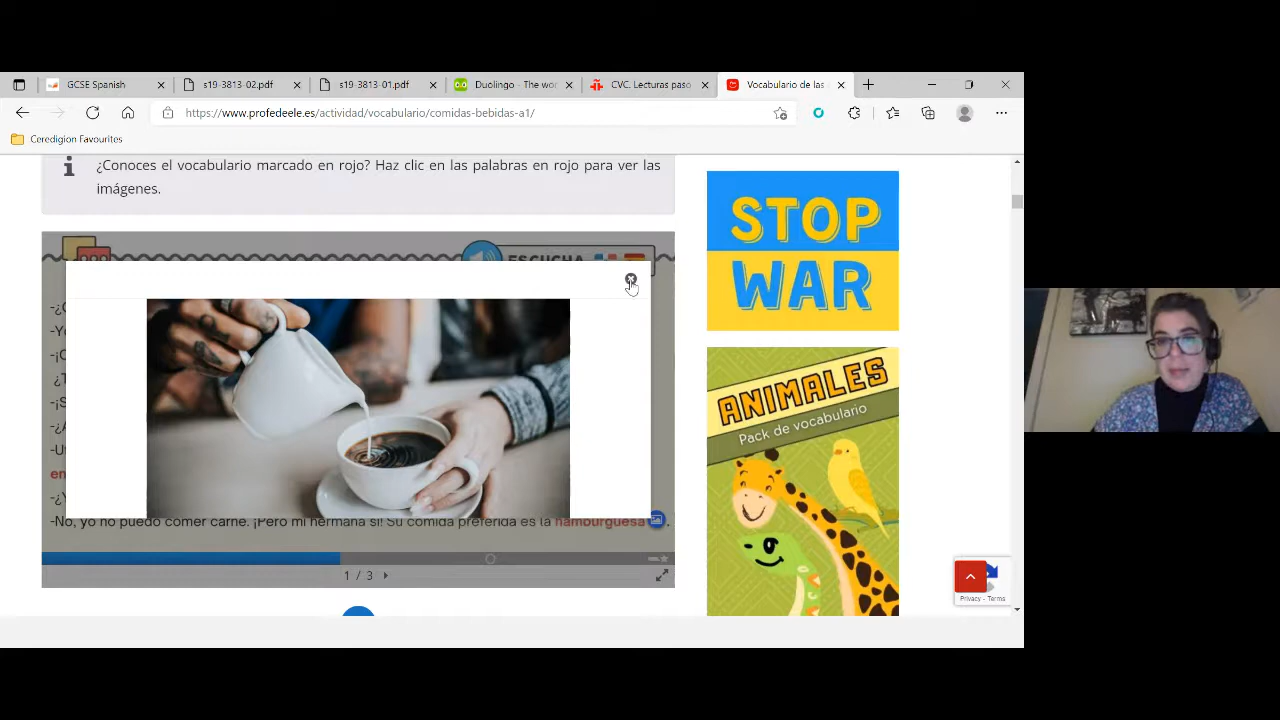 GCSE Spanish
s19-3813-02.pdf
s19-3813-01.pdf
Duolingo - The
CVC. Lecturas paso
Vocabulario de las
https://www.profedeele.es/actividad/vocabulario/comidas-bebidas-a1/
Ceredigion Favourites
¿Conoces el vocabulario marcado en rojo? Haz clic en las palabras en rojo para ver las
imágenes.
ESCUCHA
-No, yo no puedo comer carne. ¡Pero mi hermana sí! Su comida preferida es la hamburguesa.
1 / 3
STOP
WAR
ANIMALES
Pack de vocabulario
Privacy - Terms